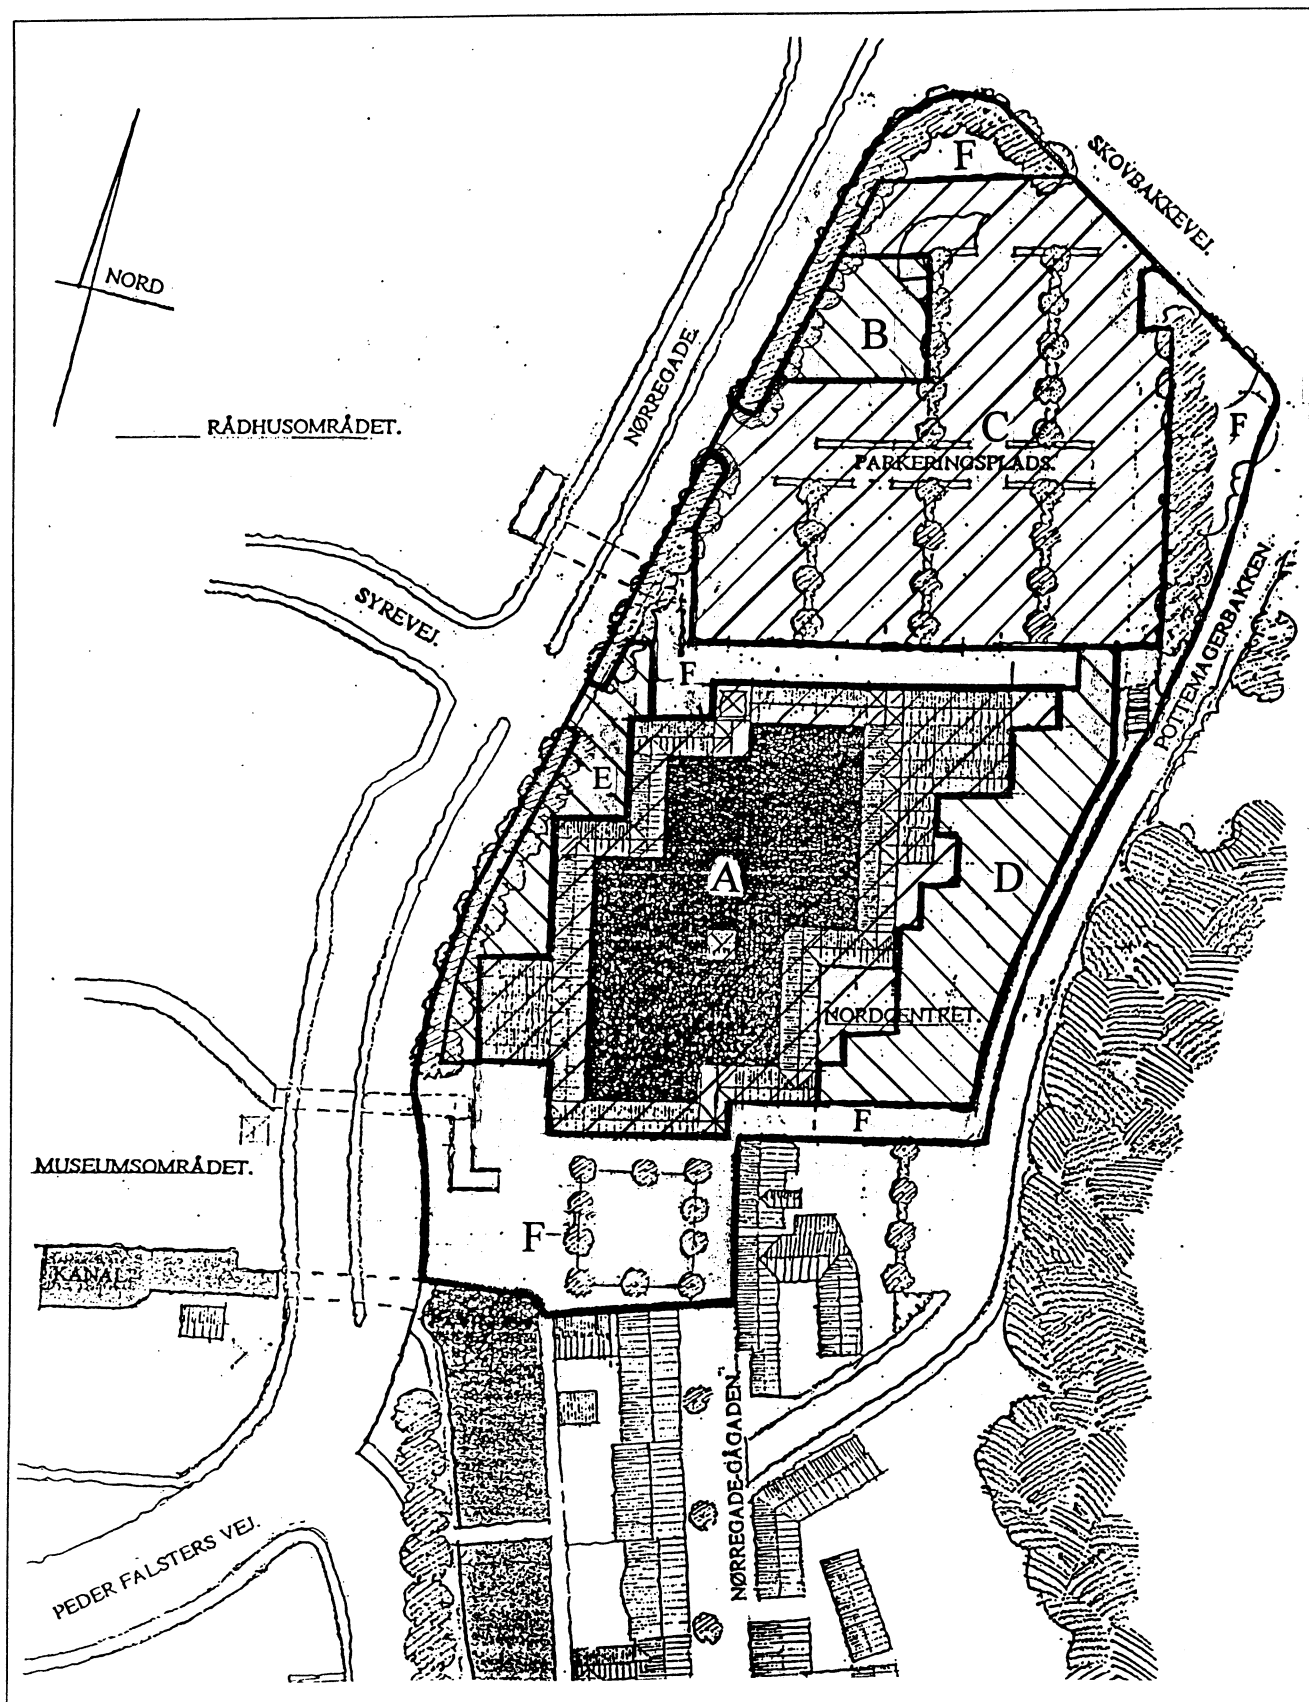 F
SKOVBAKKEVEJ.
NORD
B
NØRREGADE.
RÅDHUSOMRÅDET.
C
F
PARKERINGSPLADS.
SYREVEJ.
POTTEMAGERBAKKEN.
F
E
A
D
NORDCENTRET.
F
MUSEUMSOMRÅDET.
F
KANAL
NØRREGADE-GÅGADEN.
PEDER FALSTERS VEJ.